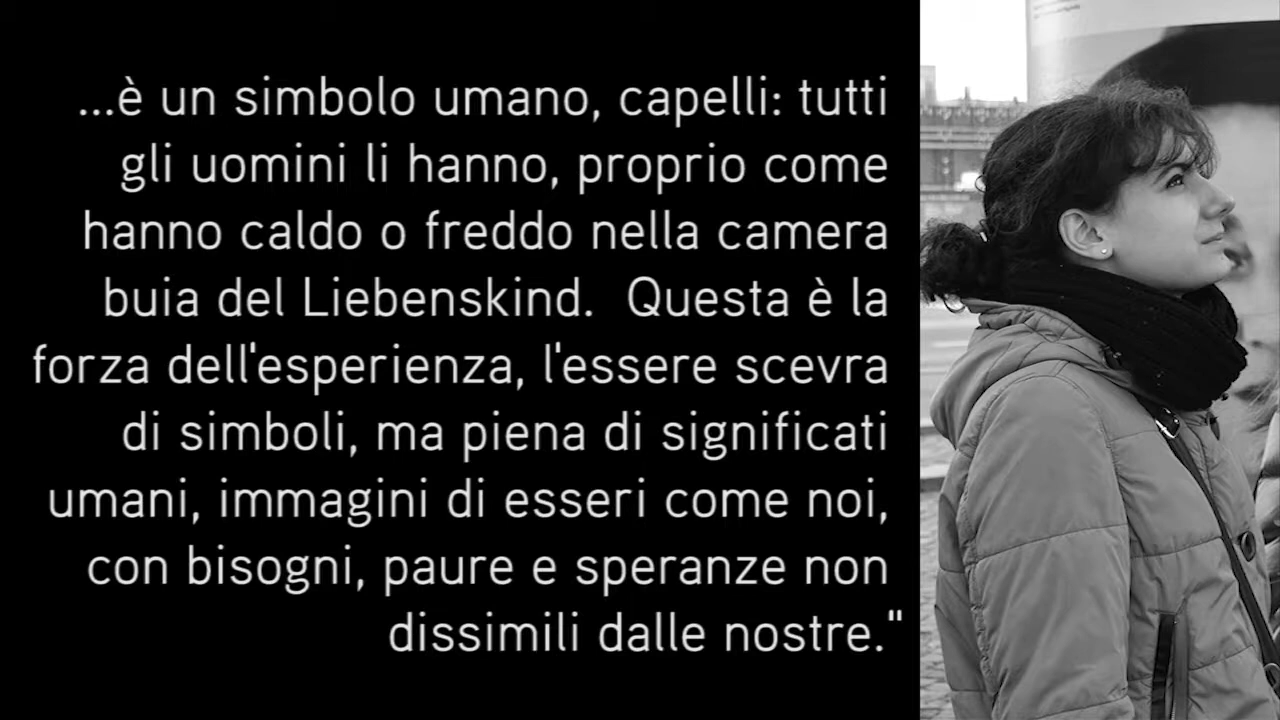 ...è un simbolo umano, capelli: tutti
gli uomini li hanno, proprio come
hanno caldo o freddo nella camera
buia del Liebenskind.  Questa è la
forza dell'esperienza, l'essere scevra
di simboli, ma piena di significati
umani, immagini di esseri come noi,
con bisogni, paure e speranze non
dissimili dalle nostre."